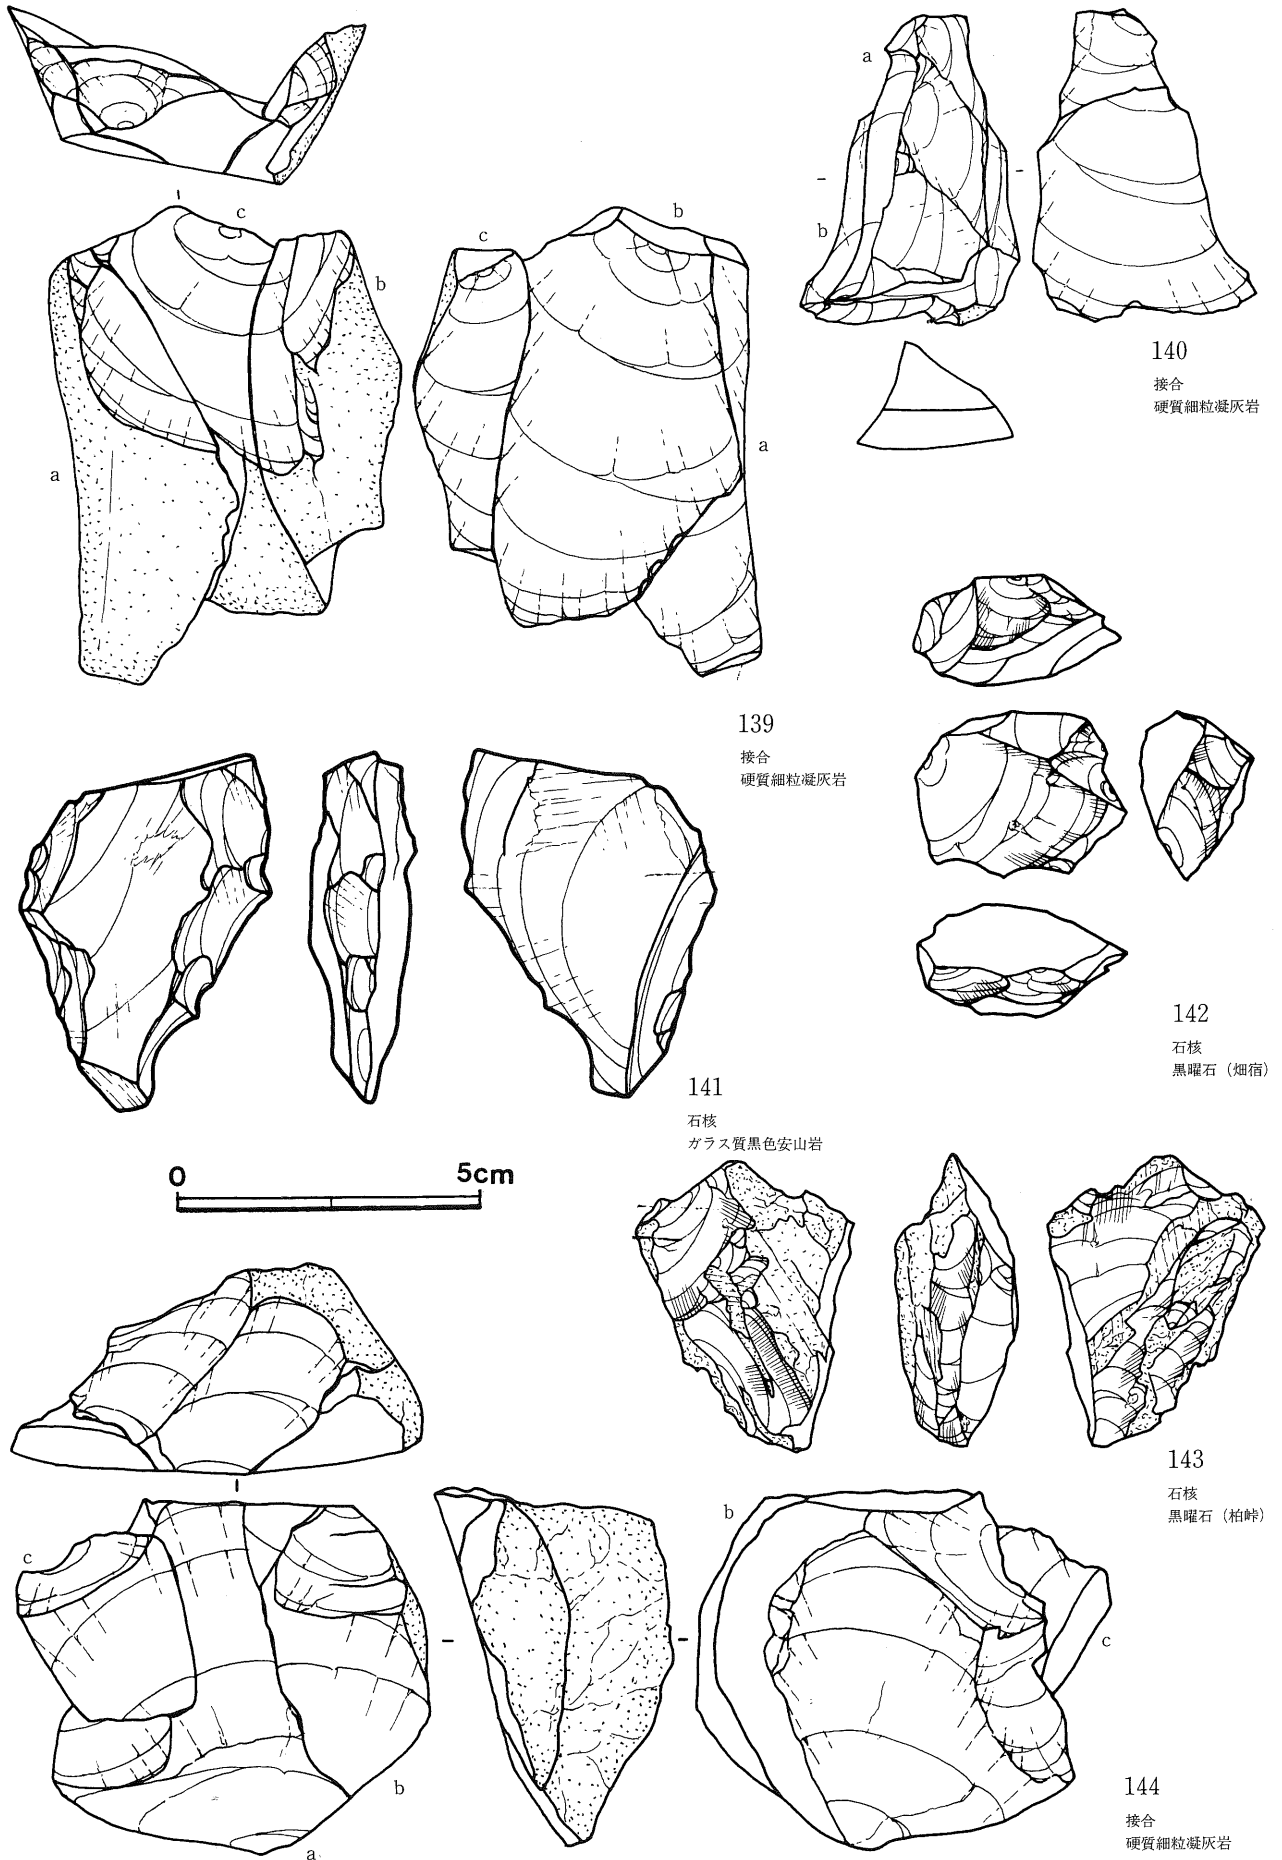 a
b
140
接合
硬質細粒凝灰岩
c
b
a
c
b
a
139
接合
硬質細粒凝灰岩
142
石核
黒曜石（畑宿）
141
石核
ガラス質黒色安山岩
0 5cm
143
石核
黒曜石（柏峠）
c
b
a
b
c
144
接合
硬質細粒凝灰岩